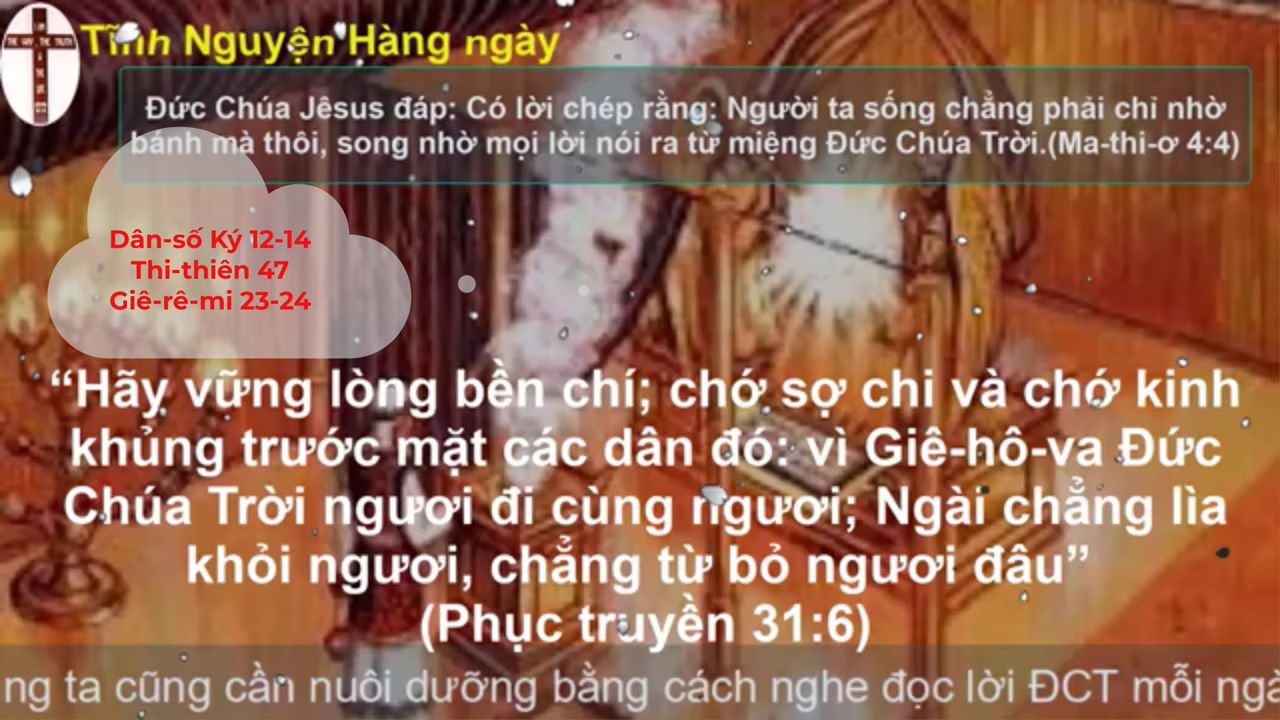 THE WAY THE TRUTH
Tĩnh Nguyện Hàng ngày
Đức Chúa Jêsus đáp: Có lời chép rằng: Người ta sống chẳng phải chỉ nhờ
bánh mà thôi, song nhờ mọi lời nói ra từ miệng Đức Chúa Trời.(Ma-thi-ơ 4:4)
Dân-số Ký 12-14
Thi-thiên 47
Giê-rê-mi 23-24
“Hãy vững lòng bền chí; chớ sợ chi và chớ kinh
khủng trước mặt các dân đó: vì Giê-hô-va Đức
Chúa Trời ngươi đi cùng ngươi; Ngài chẳng lìa
khỏi ngươi, chẳng từ bỏ ngươi đâu”
(Phục truyền 31:6)
ng ta cũng cần nuôi dưỡng bằng cách nghe đọc lời ĐCT mỗi ngà